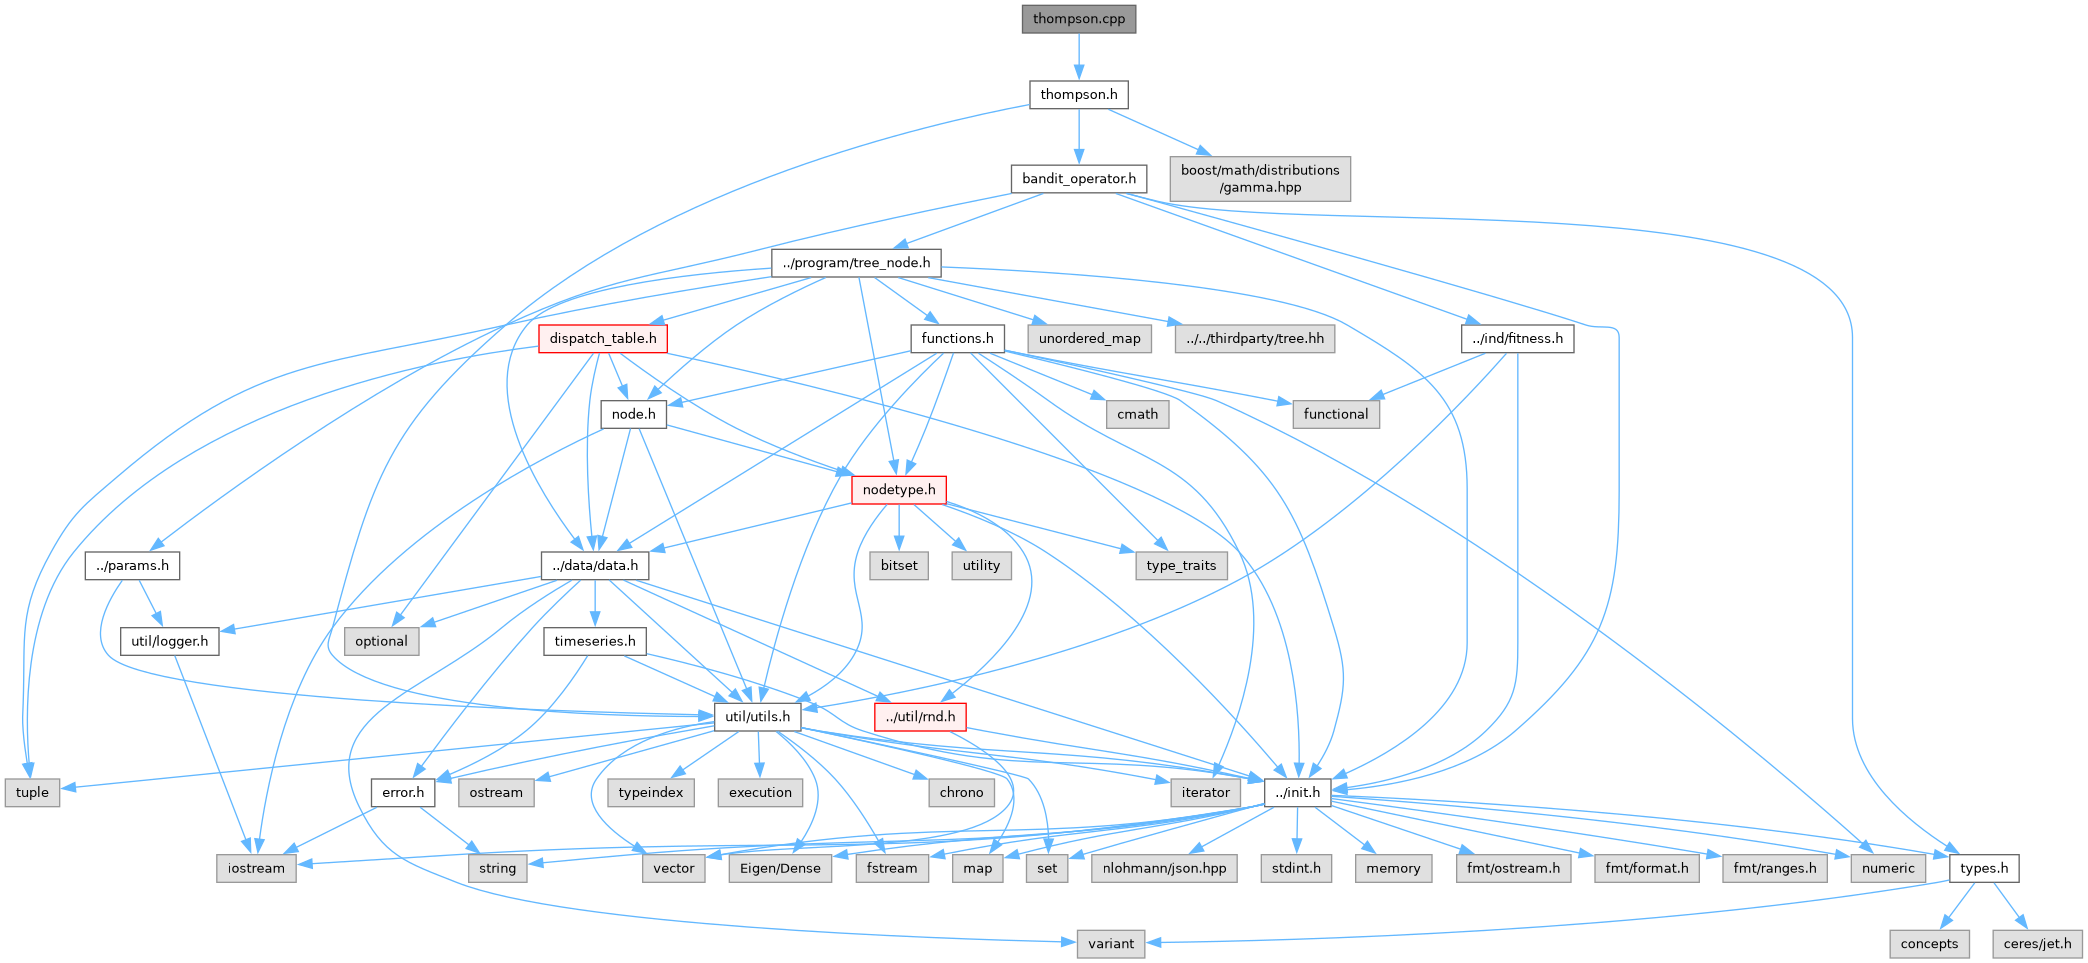 thompson.cpp
thompson.h
bandit_operator.h
boost/math/distributions
/gamma.hpp
../program/tree_node.h
dispatch_table.h
functions.h
unordered_map
../../thirdparty/tree.hh
../ind/fitness.h
node.h
cmath
functional
nodetype.h
../params.h
../data/data.h
bitset
utility
type_traits
util/logger.h
optional
timeseries.h
util/utils.h
../util/rnd.h
tuple
error.h
ostream
typeindex
execution
chrono
iterator
../init.h
iostream
string
vector
Eigen/Dense
fstream
map
set
nlohmann/json.hpp
stdint.h
memory
fmt/ostream.h
fmt/format.h
fmt/ranges.h
numeric
types.h
variant
concepts
ceres/jet.h